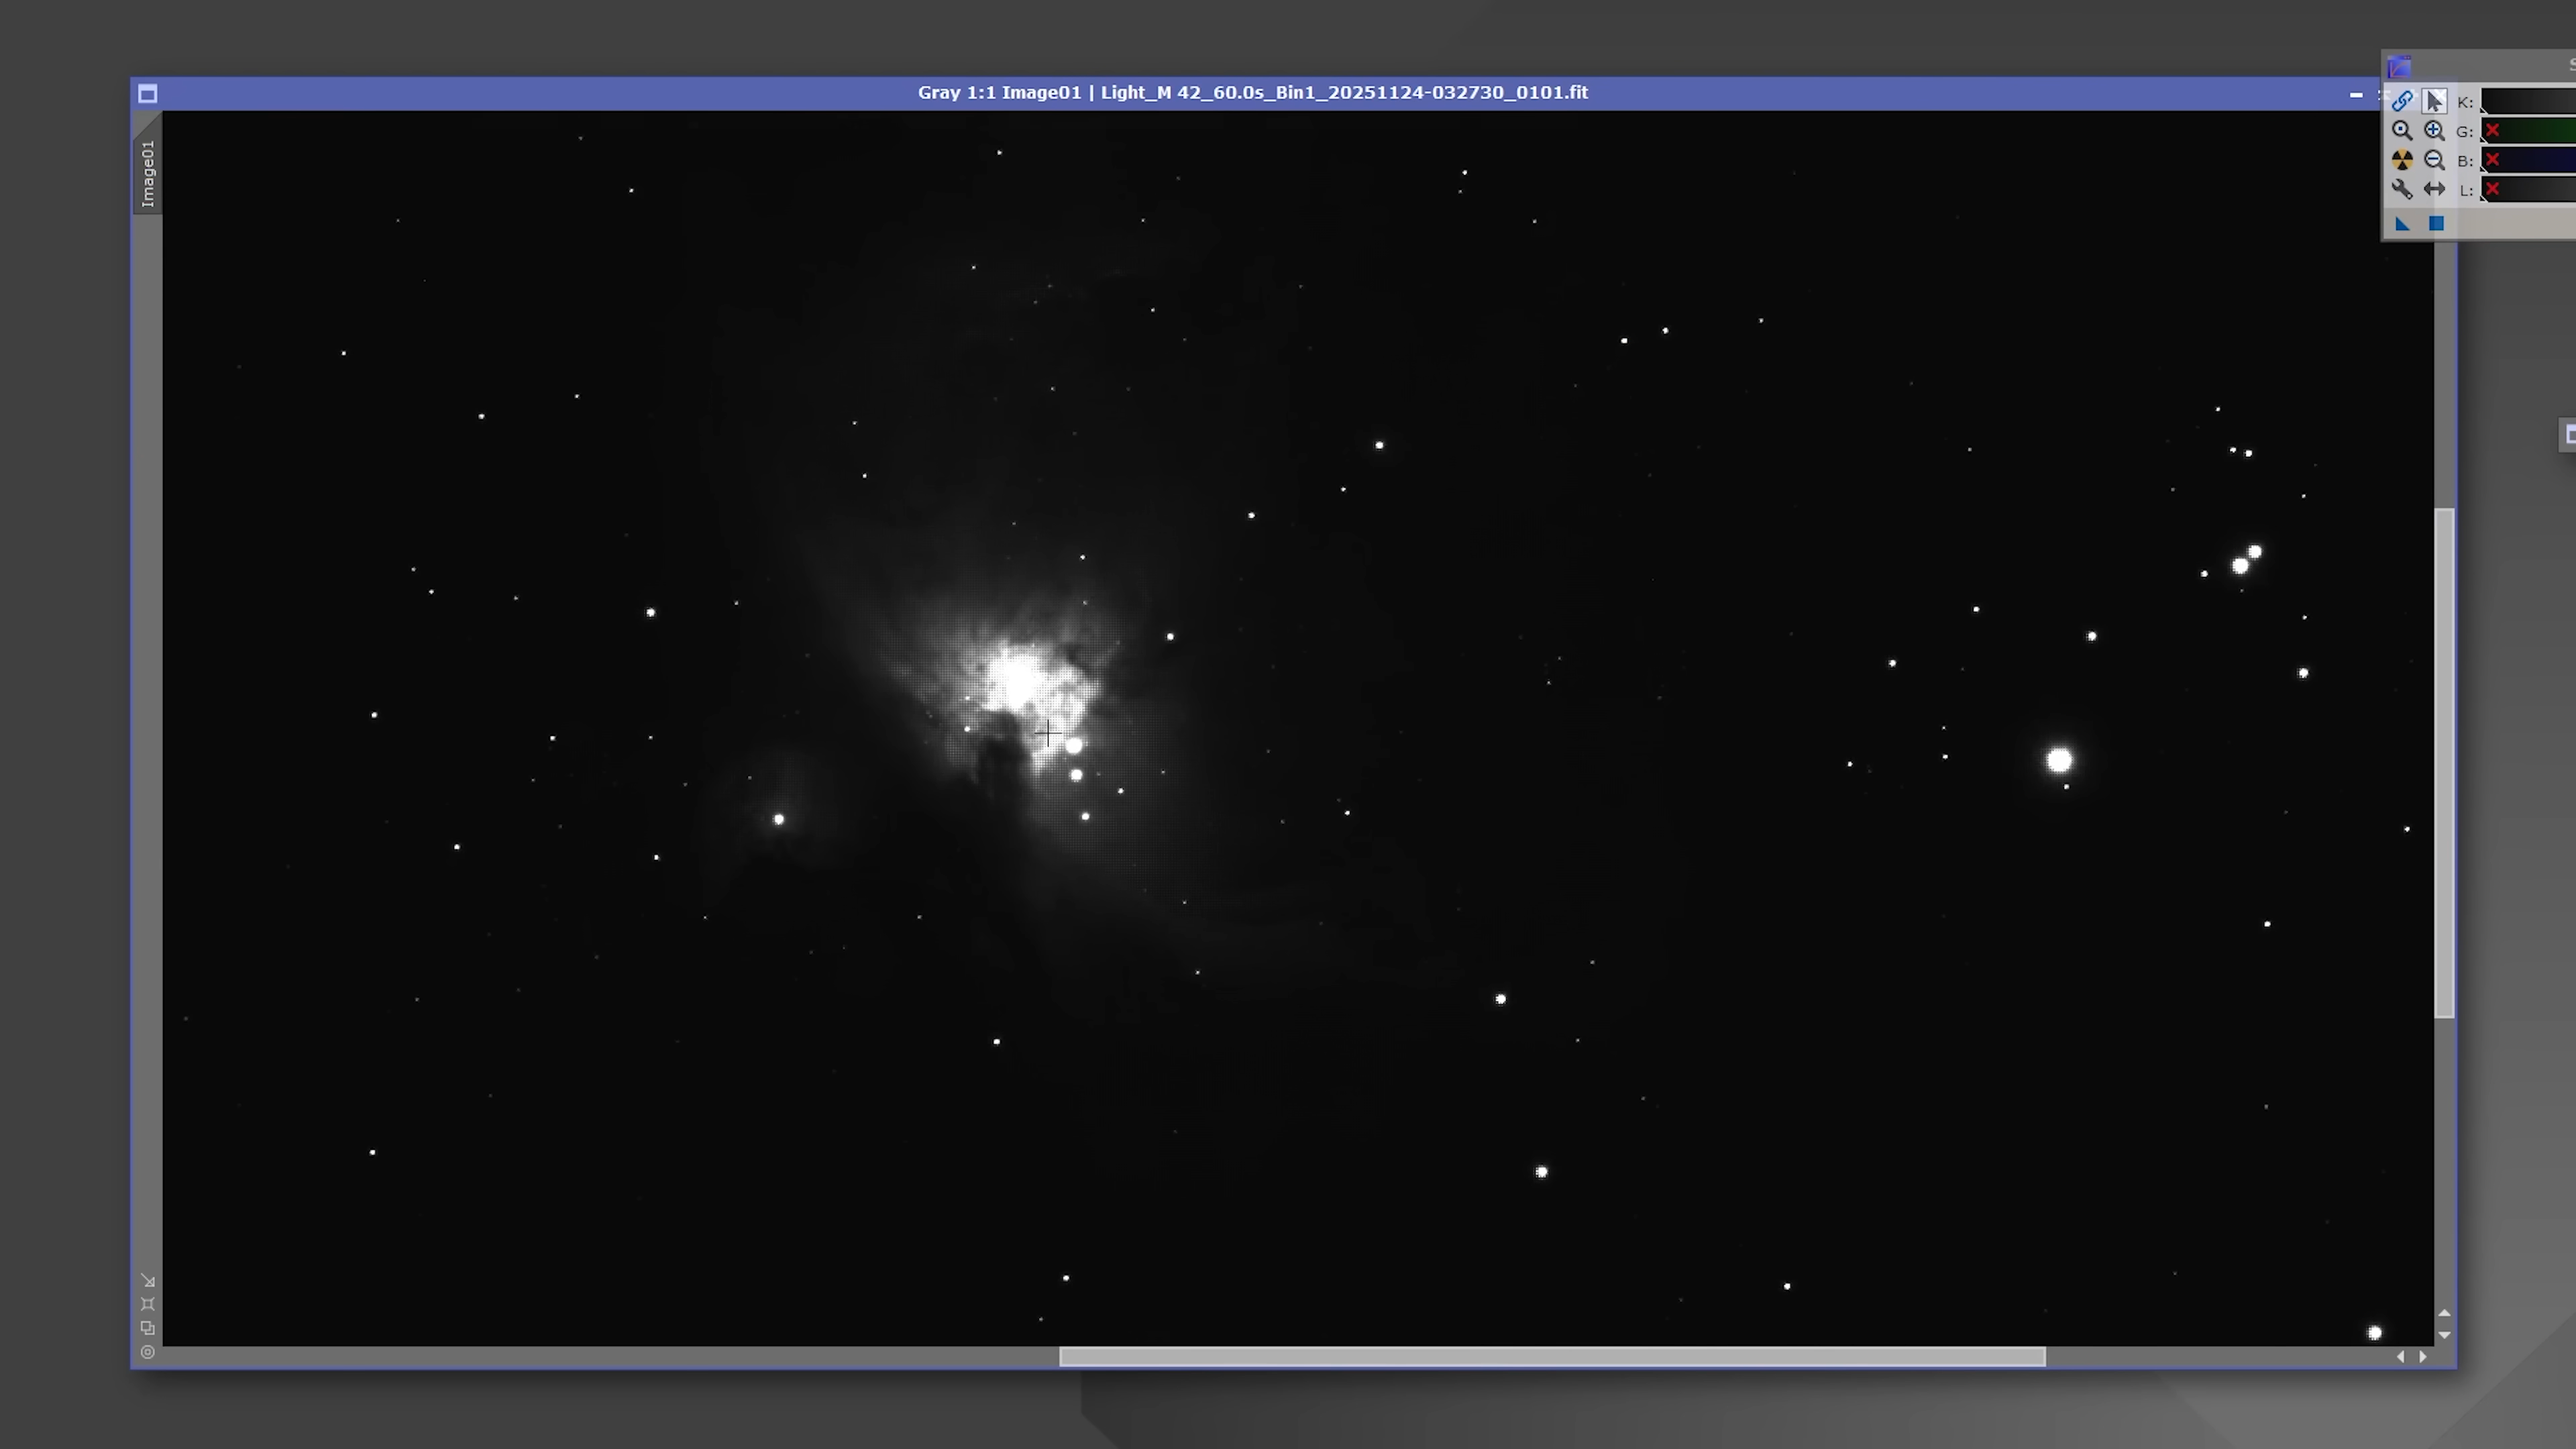 Gray 1:1 Image01 | Light_M 42_60.0s_Bin1_20251124-032730_0101.fit
Image01
K:
G:
B:
L: